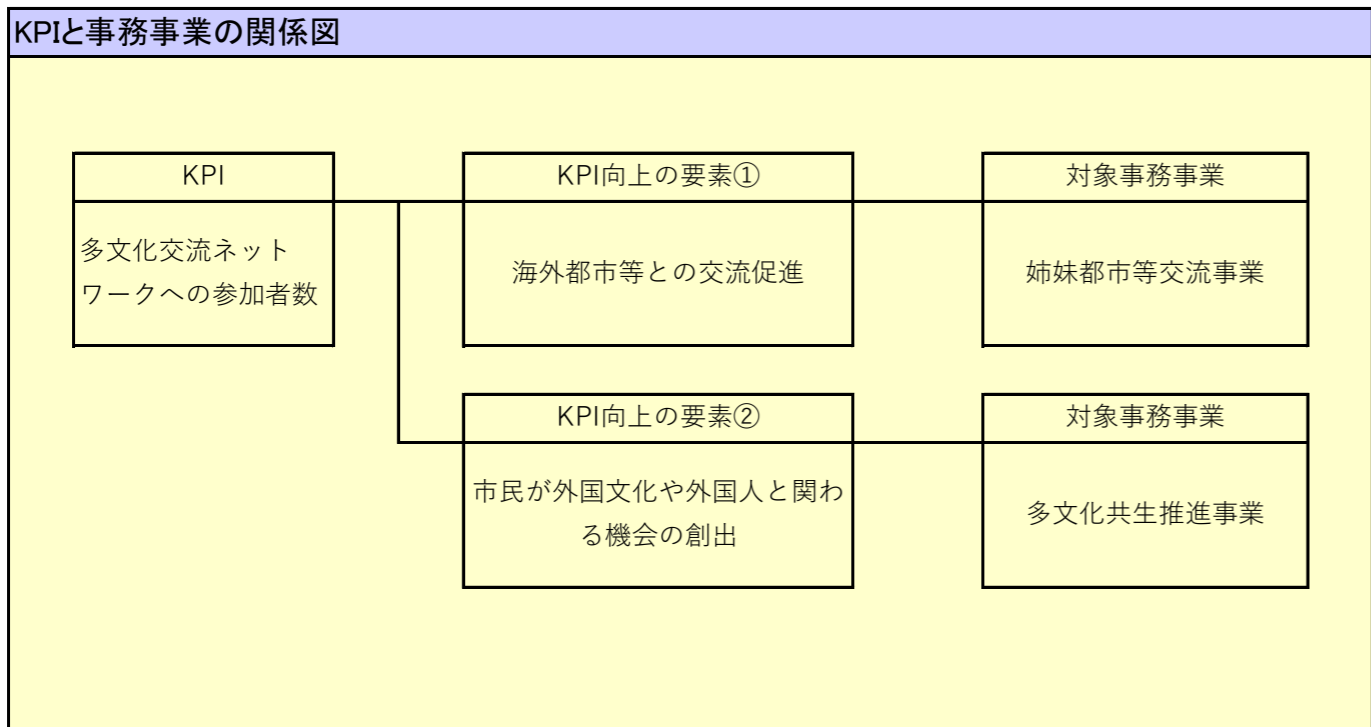 KPIと事務事業の関係図
KPI
多文化交流ネット
ワークへの参加者数
KPI向上の要素①
海外都市等との交流促進
対象事務事業
姉妹都市等交流事業
KPI向上の要素②
市民が外国文化や外国人と関わ
る機会の創出
対象事務事業
多文化共生推進事業